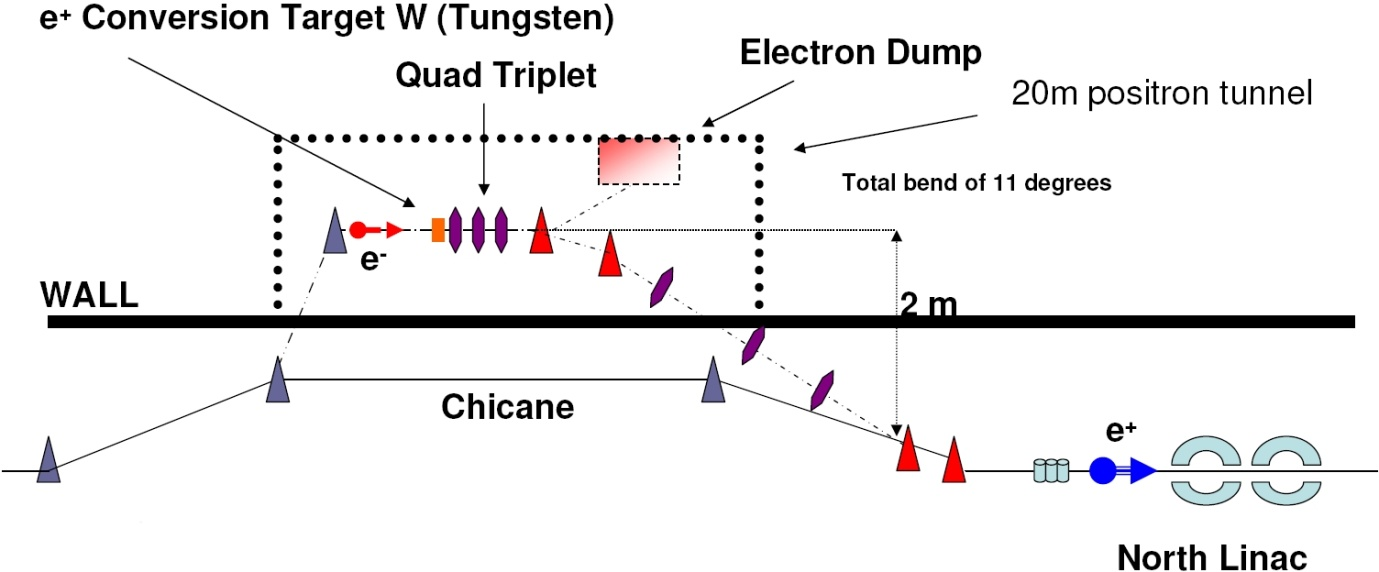 e⁺ Conversion Target W (Tungsten)
Electron Dump
Quad Triplet
20m positron tunnel
Total bend of 11 degrees
e⁻
WALL
2 m
Chicane
e⁺
North Linac